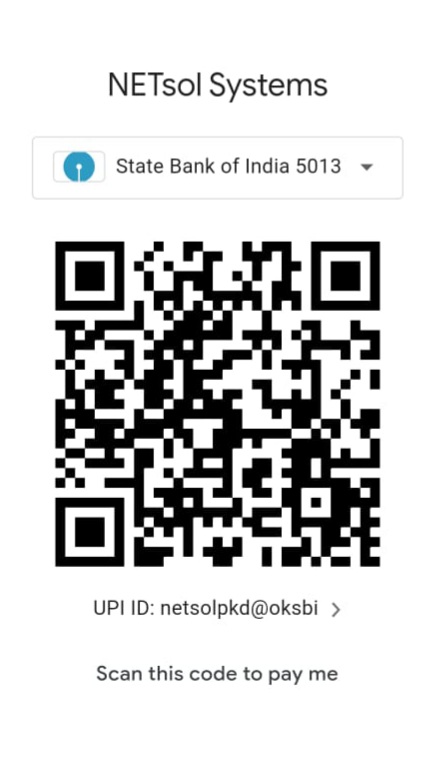 NETsol Systems
State Bank of India 5013
UPI ID: netsolpkd@oksbi
Scan this code to pay me